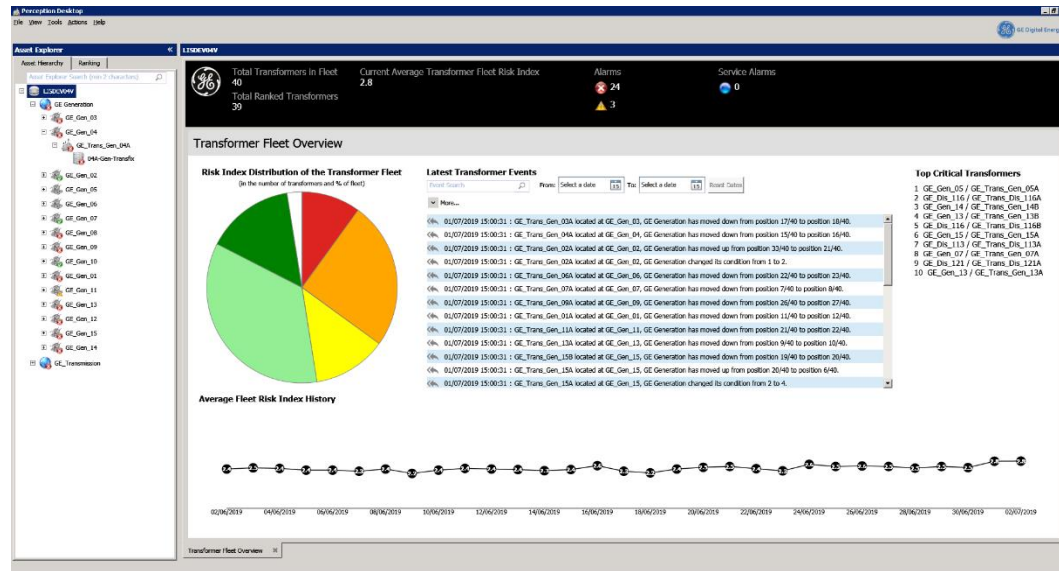 Perception Desktop
File View Tools Actions Help
GE Digital Energy
Asset Explorer
LISDEV04V
Asset Hierarchy Ranking
Asset Explorer Search (min 2 characters)
LISDEV04V
GE Generation
GE_Gen_03
GE_Gen_04
GE_Trans_Gen_04A
04A-Gen-Transfix
GE_Gen_02
GE_Gen_05
GE_Gen_06
GE_Gen_07
GE_Gen_08
GE_Gen_09
GE_Gen_10
GE_Gen_01
GE_Gen_11
GE_Gen_13
GE_Gen_12
GE_Gen_15
GE_Gen_14
GE_Transmission
Total Transformers in Fleet
40
Total Ranked Transformers
39
Current Average Transformer Fleet Risk Index
2.8
Alarms
24
3
Service Alarms
0
Transformer Fleet Overview
Risk Index Distribution of the Transformer Fleet
(in the number of transformers and % of fleet)
Latest Transformer Events
Event Search From: Select a date 15 To: Select a date 15 Reset Dates
More...
01/07/2019 15:00:31 : GE_Trans_Gen_03A located at GE_Gen_03, GE Generation has moved down from position 17/40 to position 18/40.
01/07/2019 15:00:31 : GE_Trans_Gen_04A located at GE_Gen_04, GE Generation has moved down from position 15/40 to position 16/40.
01/07/2019 15:00:31 : GE_Trans_Gen_02A located at GE_Gen_02, GE Generation has moved up from position 33/40 to position 21/40.
01/07/2019 15:00:31 : GE_Trans_Gen_02A located at GE_Gen_02, GE Generation changed its condition from 1 to 2.
01/07/2019 15:00:31 : GE_Trans_Gen_06A located at GE_Gen_06, GE Generation has moved down from position 22/40 to position 23/40.
01/07/2019 15:00:31 : GE_Trans_Gen_07A located at GE_Gen_07, GE Generation has moved down from position 7/40 to position 8/40.
01/07/2019 15:00:31 : GE_Trans_Gen_09A located at GE_Gen_09, GE Generation has moved down from position 26/40 to position 27/40.
01/07/2019 15:00:31 : GE_Trans_Gen_01A located at GE_Gen_01, GE Generation has moved down from position 11/40 to position 12/40.
01/07/2019 15:00:31 : GE_Trans_Gen_11A located at GE_Gen_11, GE Generation has moved down from position 21/40 to position 22/40.
01/07/2019 15:00:31 : GE_Trans_Gen_13A located at GE_Gen_13, GE Generation has moved down from position 9/40 to position 10/40.
01/07/2019 15:00:31 : GE_Trans_Gen_15B located at GE_Gen_15, GE Generation has moved down from position 19/40 to position 20/40.
01/07/2019 15:00:31 : GE_Trans_Gen_15A located at GE_Gen_15, GE Generation has moved up from position 20/40 to position 6/40.
01/07/2019 15:00:31 : GE_Trans_Gen_15A located at GE_Gen_15, GE Generation changed its condition from 2 to 4.
Top Critical Transformers
1 GE_Gen_05 / GE_Trans_Gen_05A
2 GE_Dis_116 / GE_Trans_Dis_116A
3 GE_Gen_14 / GE_Trans_Gen_14B
4 GE_Gen_13 / GE_Trans_Gen_13B
5 GE_Dis_116 / GE_Trans_Dis_116B
6 GE_Gen_15 / GE_Trans_Gen_15A
7 GE_Dis_113 / GE_Trans_Dis_113A
8 GE_Gen_07 / GE_Trans_Gen_07A
9 GE_Dis_121 / GE_Trans_Dis_121A
10 GE_Gen_13 / GE_Trans_Gen_13A
Average Fleet Risk Index History
02/06/2019 04/06/2019 06/06/2019 08/06/2019 10/06/2019 12/06/2019 14/06/2019 16/06/2019 18/06/2019 20/06/2019 22/06/2019 24/06/2019 26/06/2019 28/06/2019 30/06/2019 02/07/2019
Transformer Fleet Overview